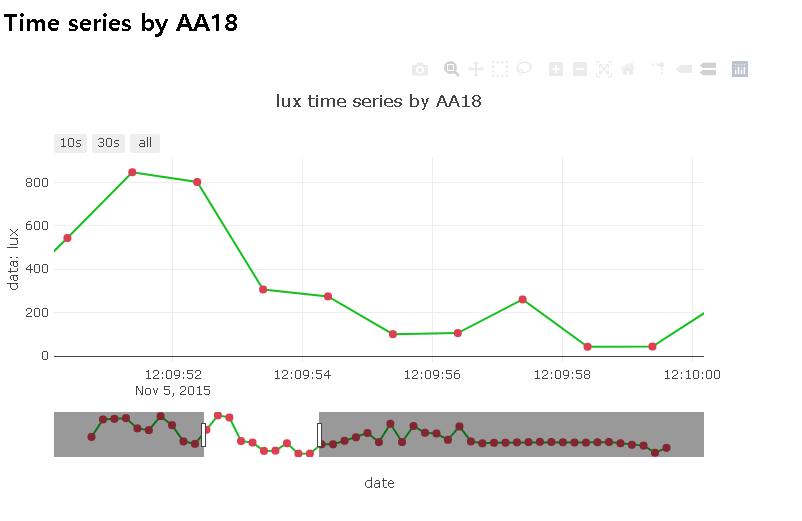 Time series by AA18
lux time series by AA18
10s 30s all
data: lux
800
600
400
200
0
12:09:52 12:09:54 12:09:56 12:09:58 12:10:00
Nov 5, 2015
date